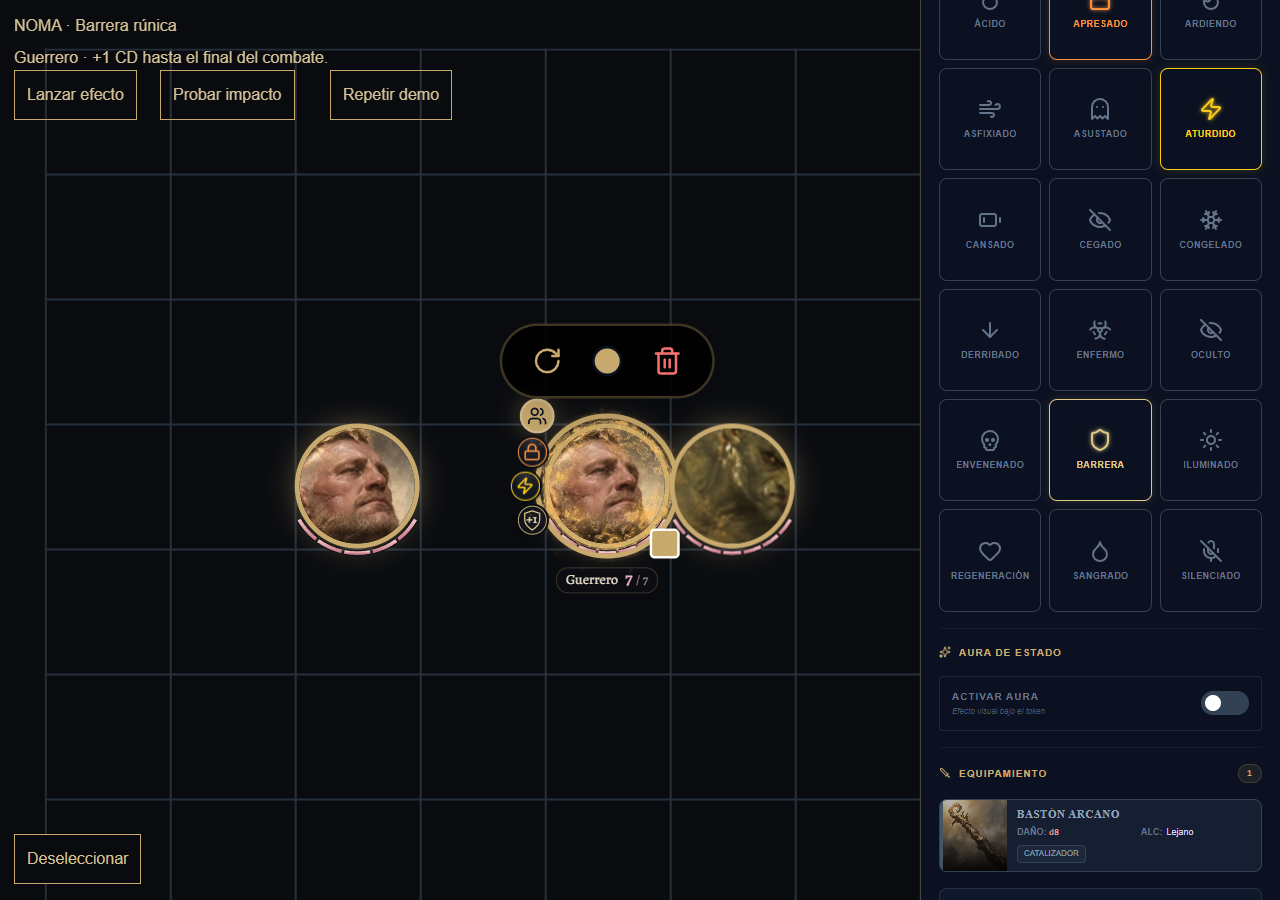 NOMA · Barrera rúnica
Guerrero · +1 CD hasta el final del combate.
Lanzar efecto
Probar impacto
Repetir demo
+1
Guerrero 7 / 7
Deseleccionar
ÁCIDO
APRESADO
ARDIENDO
ASFIXIADO
ASUSTADO
ATURDIDO
CANSADO
CEGADO
CONGELADO
DERRIBADO
ENFERMO
OCULTO
ENVENENADO
BARRERA
ILUMINADO
REGENERACIÓN
SANGRADO
SILENCIADO
AURA DE ESTADO
ACTIVAR AURA
Efecto visual bajo el token
EQUIPAMIENTO
1
BASTÓN ARCANO
DAÑO: d8
ALC: Lejano
CATALIZADOR